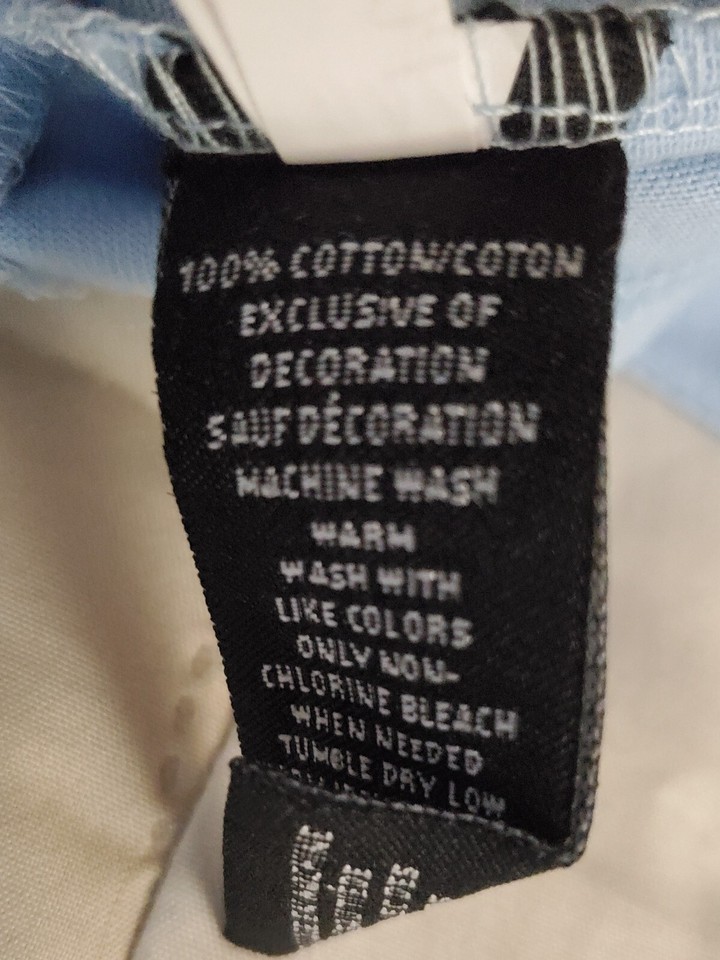 100% COTTON/COTON
EXCLUSIVE OF
DECORATION
SAUF DÉCORATION
MACHINE WASH
WARM
WASH WITH
LIKE COLORS
ONLY NON-
CHLORINE BLEACH
WHEN NEEDED
TUMBLE DRY LOW